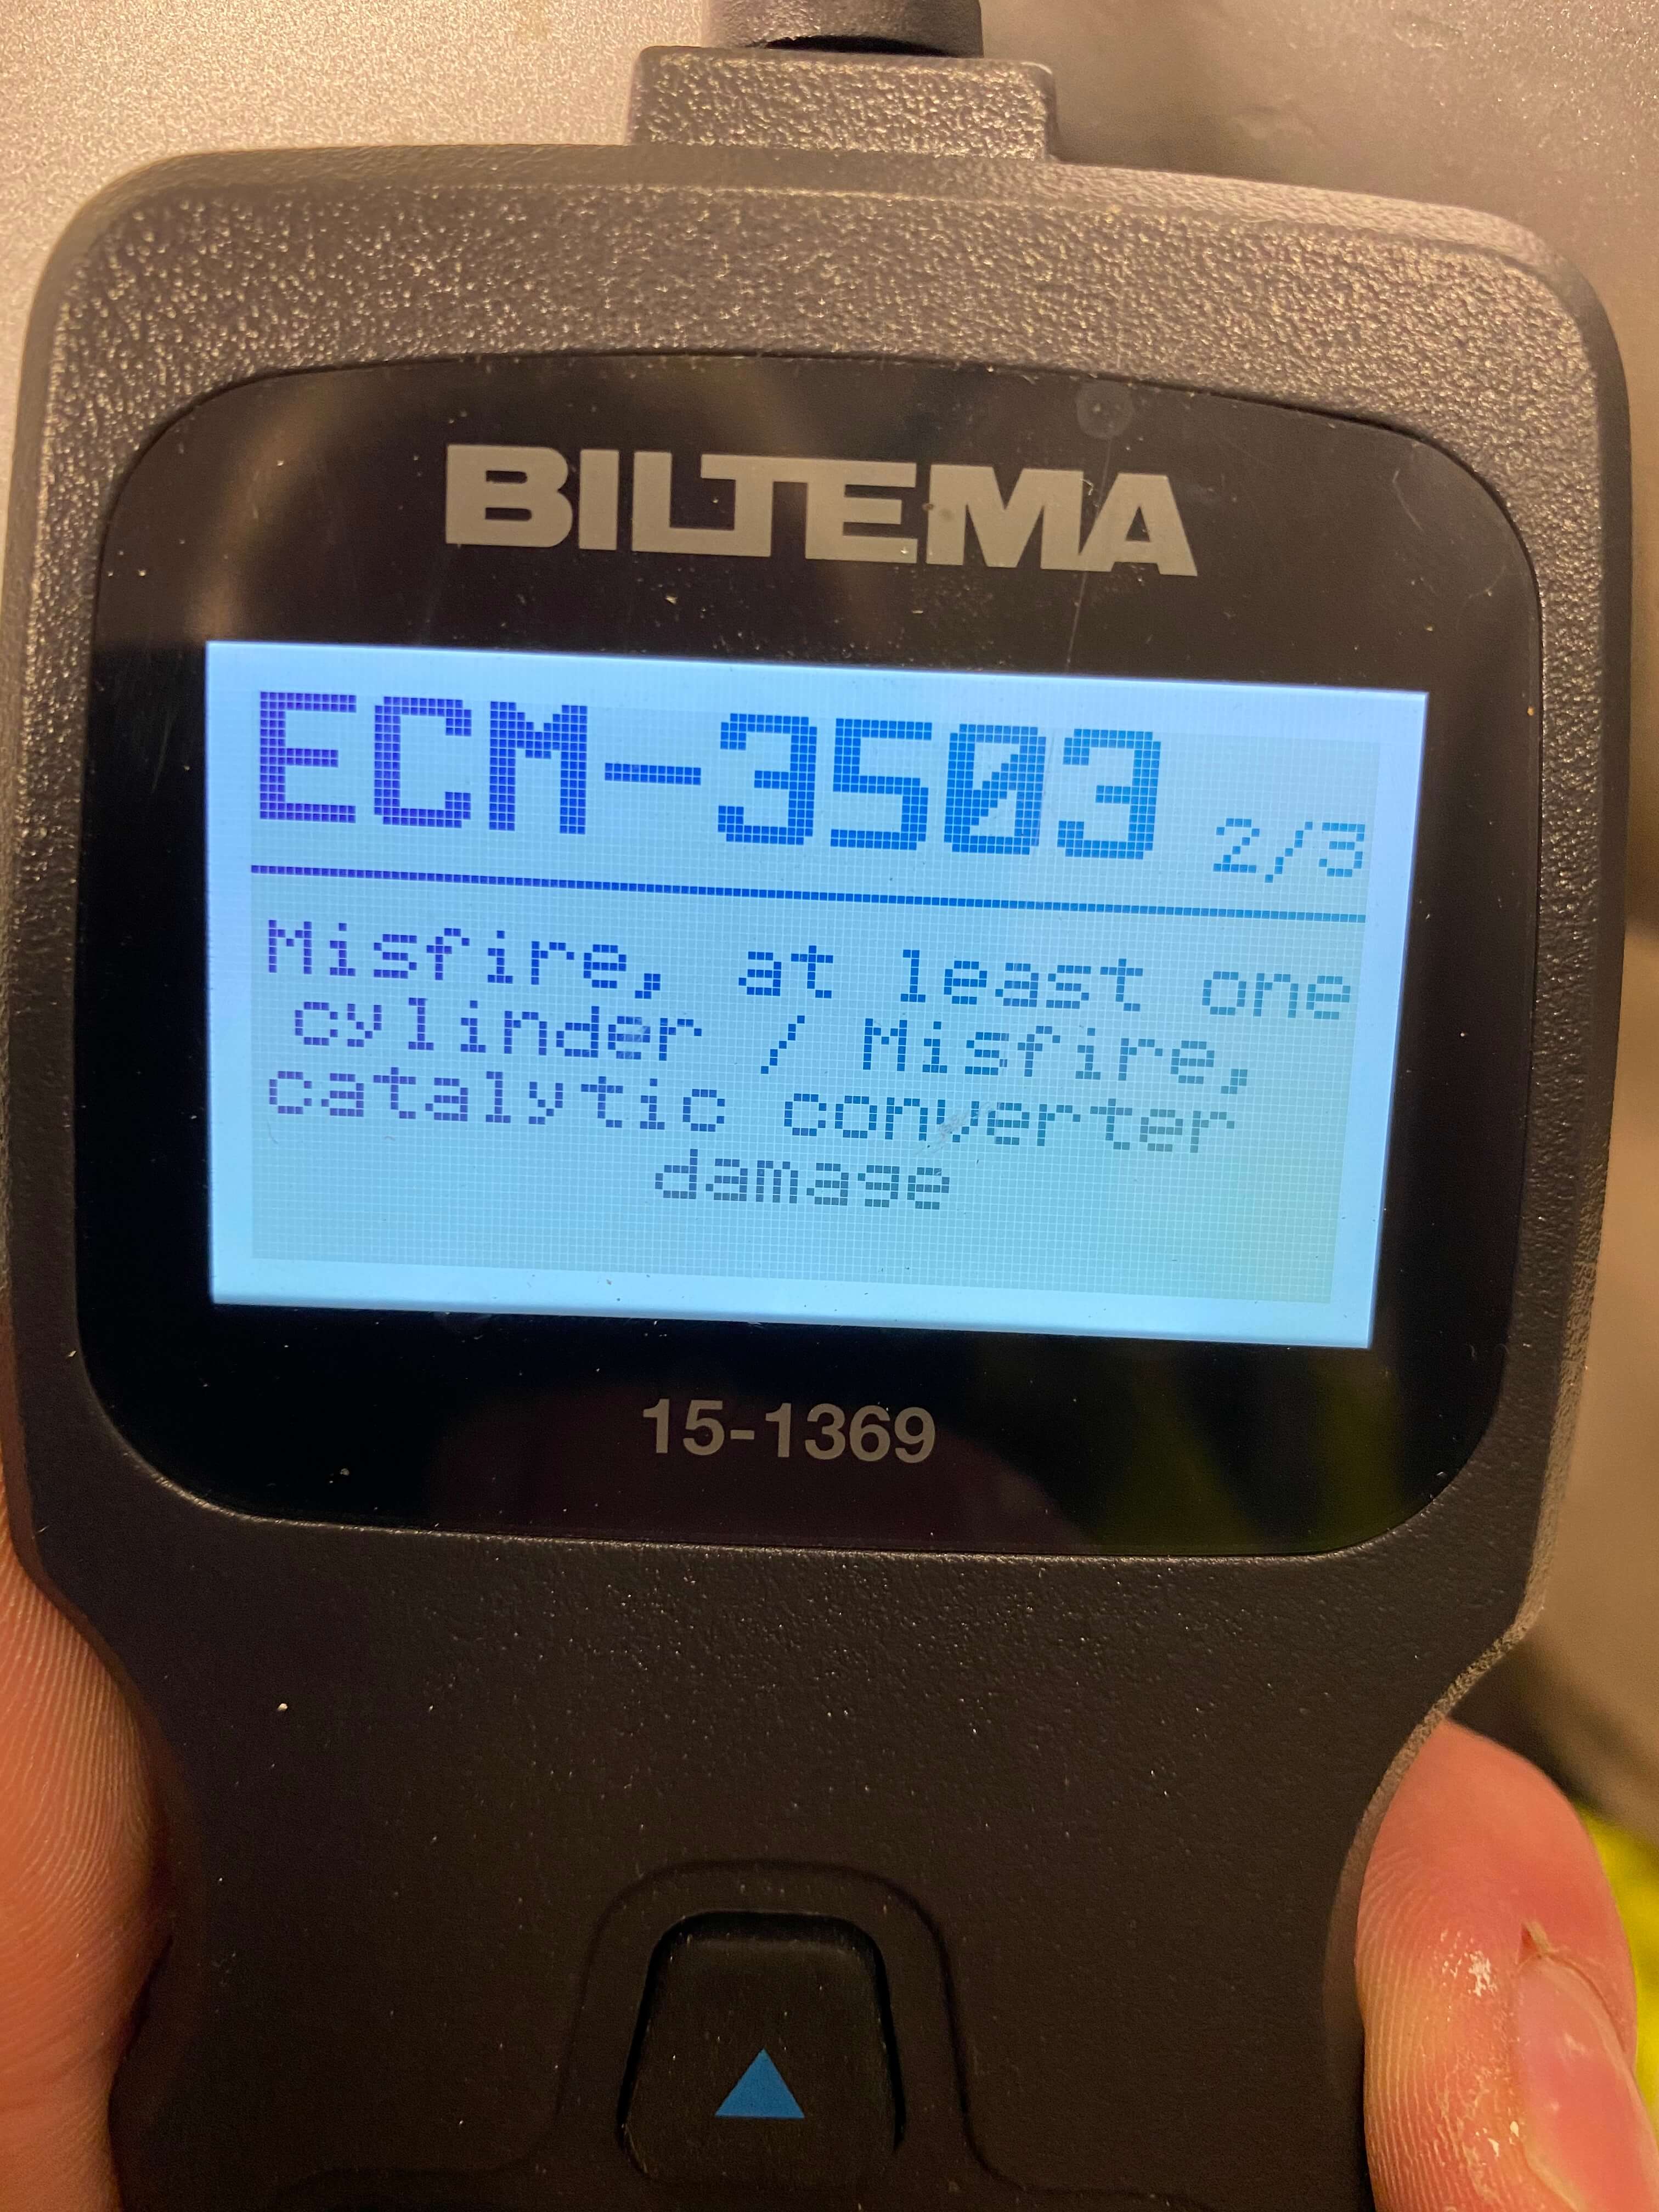 BILTEMA
ECM-3503 2/3
Misfire, at least one
cylinder / Misfire,
catalytic converter
damage
15-1369